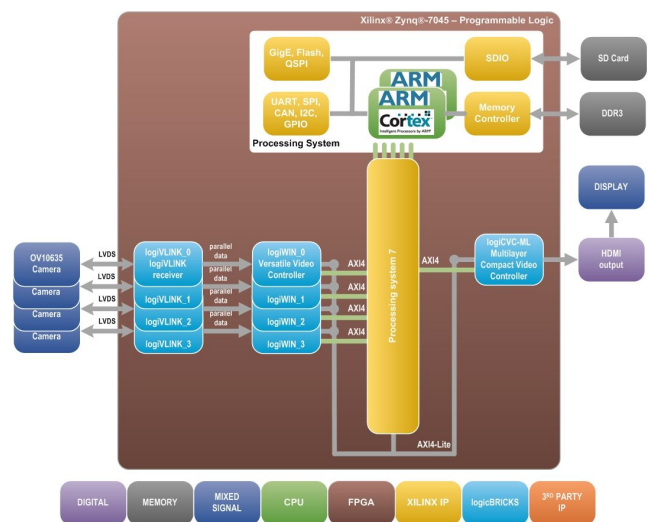 Xilinx® Zynq®-7045 – Programmable Logic
GigE, Flash,
QSPI
SDIO
SD Card
UART, SPI,
CAN, I2C,
GPIO
ARM
ARM
Cortex
Intelligent Processors by ARM®
Memory
Controller
DDR3
Processing System
DISPLAY
HDMI
output
OV10635
Camera
Camera
Camera
Camera
LVDS
LVDS
LVDS
LVDS
logiVLINK_0
logiVLINK
receiver
logiVLINK_1
logiVLINK_2
logiVLINK_3
parallel
data
parallel
data
parallel
data
parallel
data
logiWIN_0
Versatile Video
Controller
logiWIN_1
logiWIN_2
logiWIN_3
AXI4
AXI4
AXI4
AXI4
Processing system 7
AXI4
logiCVC-ML
Multilayer
Compact Video
Controller
AXI4-Lite
DIGITAL
MEMORY
MIXED
SIGNAL
CPU
FPGA
XILINX IP
logicBRICKS
3RD PARTY
IP